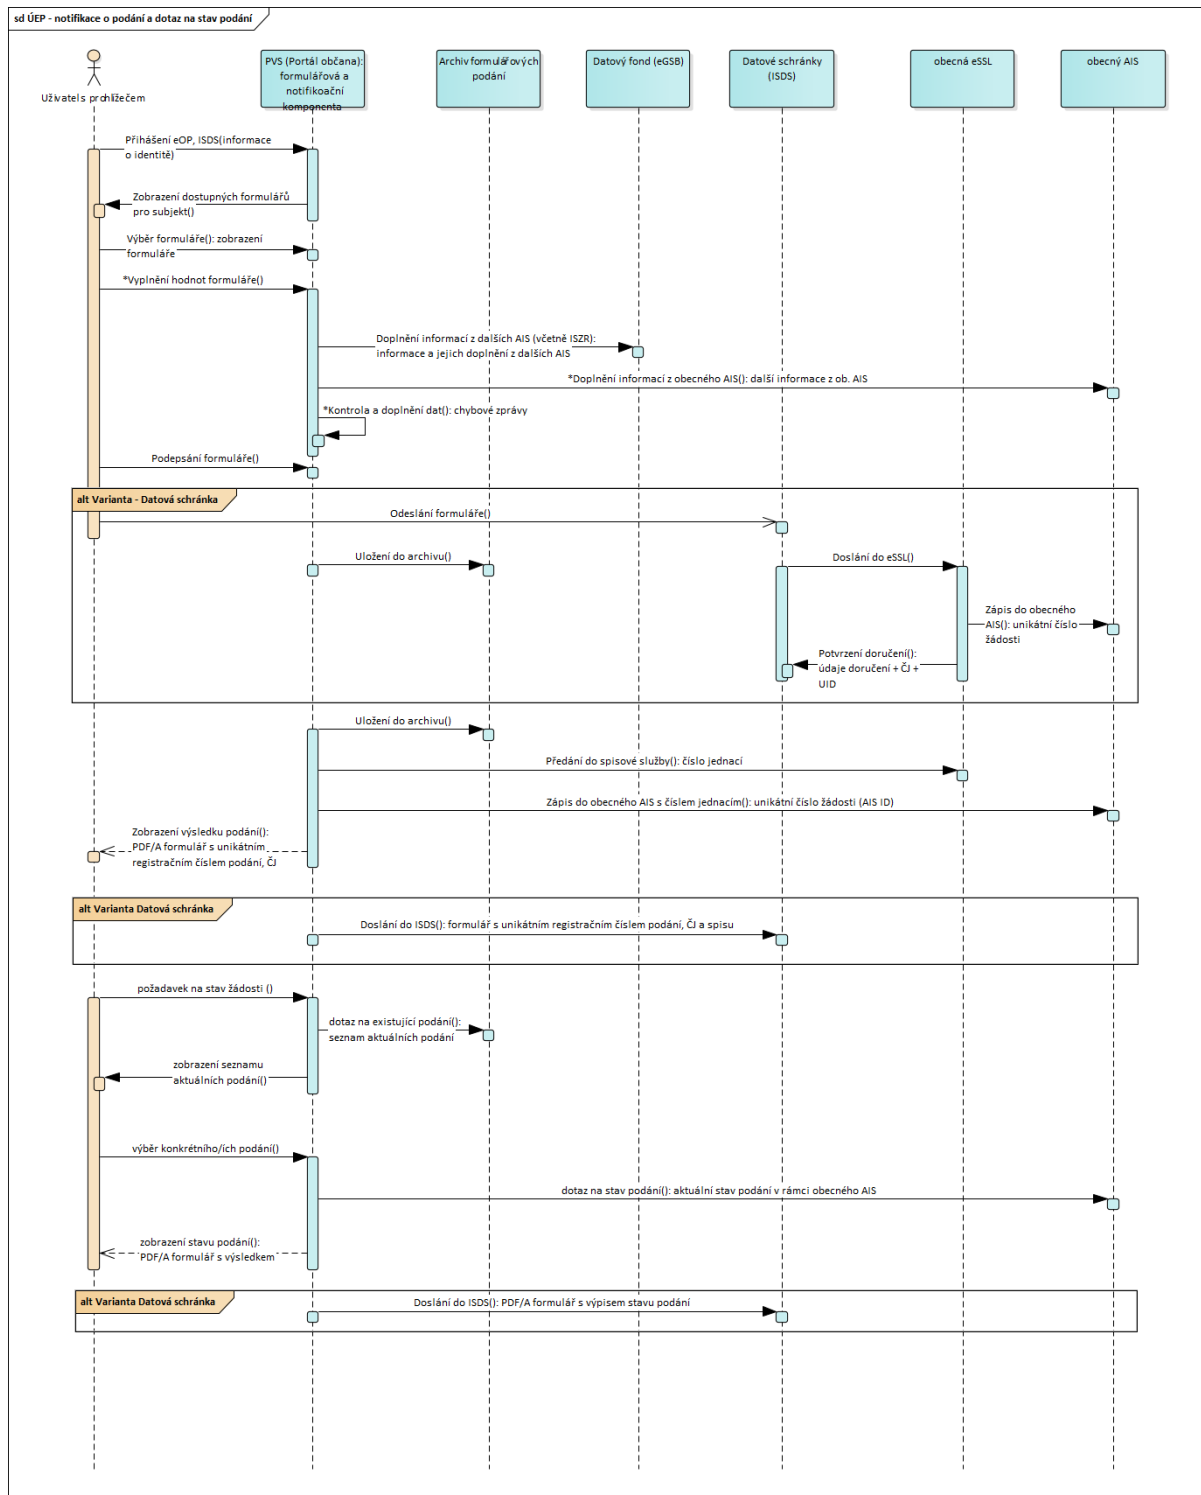 sd ÚEP - notifikace o podání a dotaz na stav podání
Uživatel s prohlížečem
PVS (Portál občana):
formulářová a
notifikoační
komponenta
Archiv formulářových
podání
Datový fond (eGSB)
Datové schránky
(ISDS)
obecná eSSL
obecný AIS
Přihášení eOP, ISDS(informace
o identitě)
Zobrazení dostupných formulářů
pro subjekt()
Výběr formuláře(): zobrazení
formuláře
*Vyplnění hodnot formuláře()
Doplnění informací z dalších AIS (včetně ISZR):
informace a jejich doplnění z dalších AIS
*Doplnění informací z obecného AIS(): další informace z ob. AIS
*Kontrola a doplnění dat(): chybové zprávy
Podepsání formuláře()
alt Varianta - Datová schránka
Odeslání formuláře()
Uložení do archivu()
Doslání do eSSL()
Zápis do obecného
AIS(): unikátní číslo
žádosti
Potvrzení doručení():
údaje doručení + ČJ +
UID
Uložení do archivu()
Předání do spisové služby(): číslo jednací
Zápis do obecného AIS s číslem jednacím(): unikátní číslo žádosti (AIS ID)
Zobrazení výsledku podání():
PDF/A formulář s unikátním
registračním číslem podání, ČJ
alt Varianta Datová schránka
Doslání do ISDS(): formulář s unikátním registračním číslem podání, ČJ a spisu
požadavek na stav žádosti ()
dotaz na existující podání():
seznam aktuálních podání
zobrazení seznamu
aktuálních podání()
výběr konkrétního/ích podání()
dotaz na stav podání(): aktuální stav podání v rámci obecného AIS
zobrazení stavu podání():
PDF/A formulář s výsledkem
alt Varianta Datová schránka
Doslání do ISDS(): PDF/A formulář s výpisem stavu podání